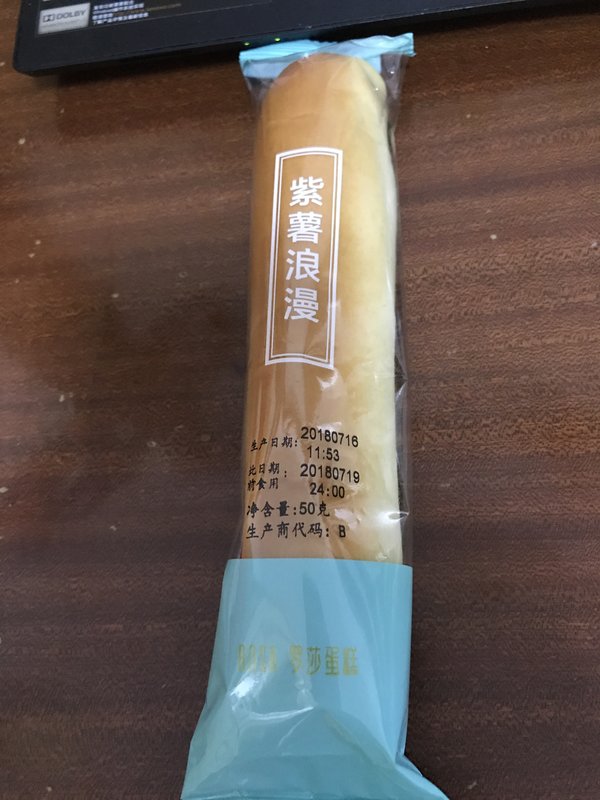 DOLBY
紫薯浪漫
生产日期: 20180716
11:53
此日期: 20180719
前食用 24:00
净含量:50克
生产商代码: B
罗莎蛋糕